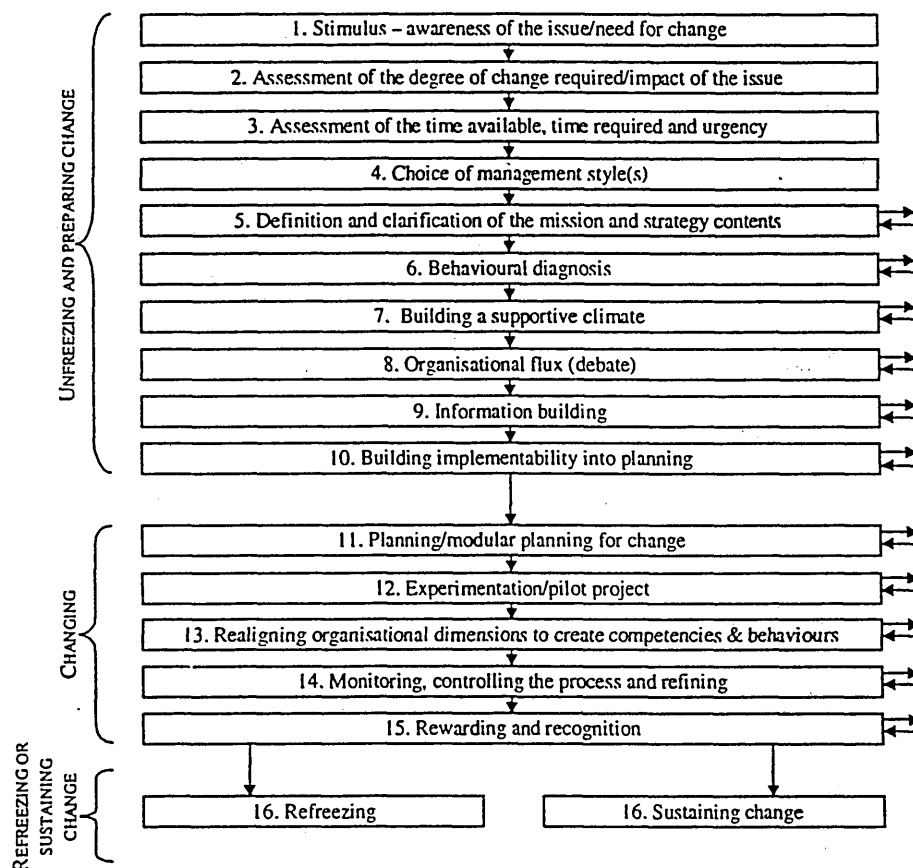 UNFREEZING AND PREPARING CHANGE
1. Stimulus – awareness of the issue/need for change
2. Assessment of the degree of change required/impact of the issue
3. Assessment of the time available, time required and urgency
4. Choice of management style(s)
5. Definition and clarification of the mission and strategy contents
6. Behavioural diagnosis
7. Building a supportive climate
8. Organisational flux (debate)
9. Information building
10. Building implementability into planning
CHANGING
11. Planning/modular planning for change
12. Experimentation/pilot project
13. Realigning organisational dimensions to create competencies & behaviours
14. Monitoring, controlling the process and refining
15. Rewarding and recognition
REFREEZING OR
SUSTAINING
CHANGE
16. Refreezing
16. Sustaining change